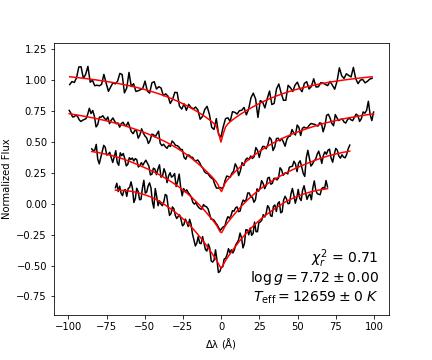 1.25
1.00
0.75
0.50
0.25
0.00
−0.25
−0.50
−0.75
Normalized Flux
χ²ᵣ = 0.71
log g = 7.72 ± 0.00
T_eff = 12659 ± 0 K
−100 −75 −50 −25 0 25 50 75 100
Δλ (Å)